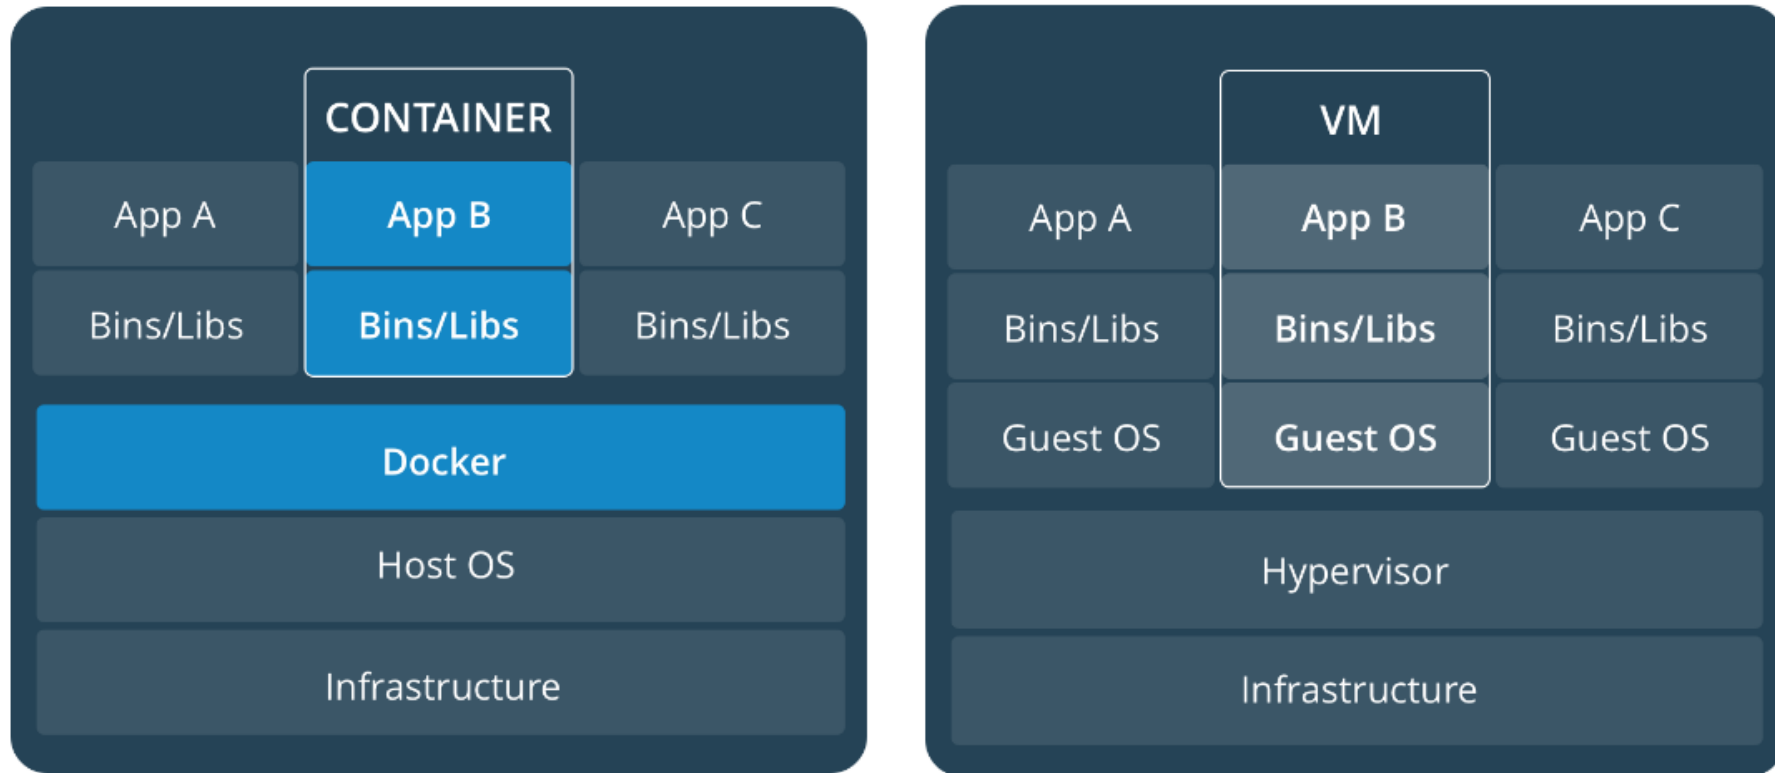 CONTAINER
App A
App B
App C
Bins/Libs
Bins/Libs
Bins/Libs
Docker
Host OS
Infrastructure
VM
App A
App B
App C
Bins/Libs
Bins/Libs
Bins/Libs
Guest OS
Guest OS
Guest OS
Hypervisor
Infrastructure